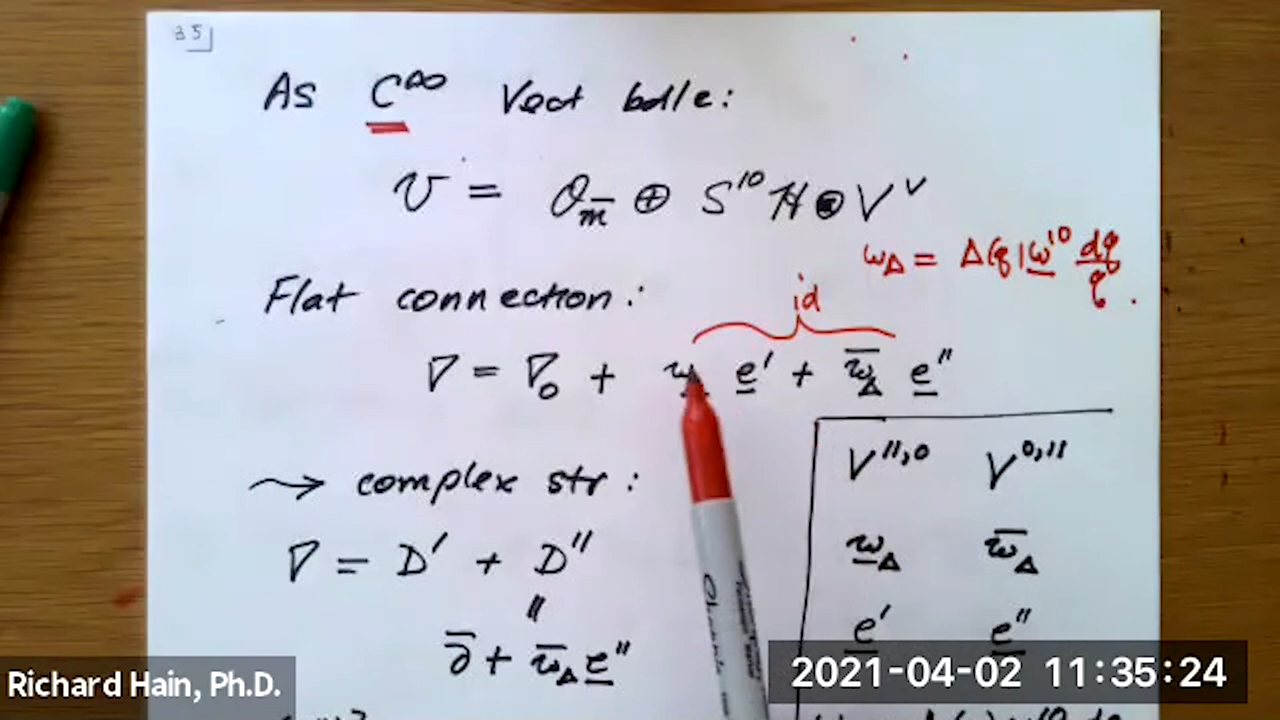 35
As C^∞ Vect bdle:
𝒱 = 𝒪_m̄ ⊕ S^10 ℋ ⊗ V^∨
ω_Δ = Δ(q) ω^10 dq/q.
Flat connection:
id
∇ = ∇_0 + ω e′ + ω̄_Δ e″
V^11,0 V^0,11
⇝ complex str:
ω_Δ ω̄_Δ
∇ = D′ + D″
e′ e″
"
∂̄ + ω̄_Δ e″
Richard Hain, Ph.D.
2021-04-02 11:35:24